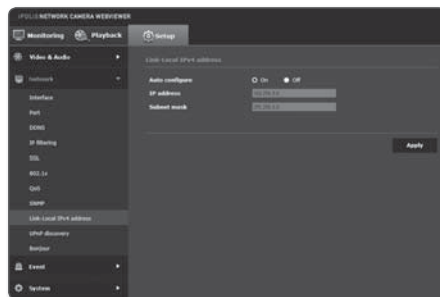 iPOLiS NETWORK CAMERA WEBVIEWER
Monitoring
Playback
Setup
Video & Audio
Network
Interface
Port
DDNS
IP filtering
SSL
802.1x
QoS
SNMP
Link-Local IPv4 address
UPnP discovery
Bonjour
Event
System
Link-Local IPv4 address
Auto configure On Off
IP address
Subnet mask
Apply